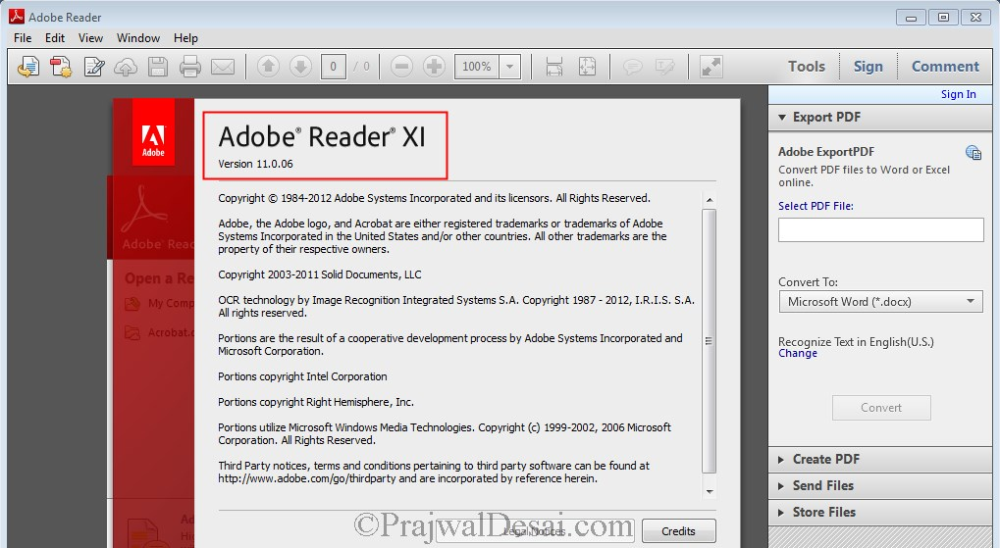 Adobe Reader
File Edit View Window Help
0 / 0 100% Tools Sign Comment
Sign In
Export PDF
Adobe ExportPDF
Convert PDF files to Word or Excel
online.
Select PDF File:
Convert To:
Microsoft Word (*.docx)
Recognize Text in English(U.S.)
Change
Convert
Create PDF
Send Files
Store Files
Adobe
Adobe Read
Open a Re
My Comp
Acrobat.c
Ad
Adobe® Reader® XI
Version 11.0.06
Copyright © 1984-2012 Adobe Systems Incorporated and its licensors. All Rights Reserved.
Adobe, the Adobe logo, and Acrobat are either registered trademarks or trademarks of Adobe
Systems Incorporated in the United States and/or other countries. All other trademarks are the
property of their respective owners.
Copyright 2003-2011 Solid Documents, LLC
OCR technology by Image Recognition Integrated Systems S.A. Copyright 1987 - 2012, I.R.I.S. S.A.
All rights reserved.
Portions are the result of a cooperative development process by Adobe Systems Incorporated and
Microsoft Corporation.
Portions copyright Intel Corporation
Portions copyright Right Hemisphere, Inc.
Portions utilize Microsoft Windows Media Technologies. Copyright (c) 1999-2002, 2006 Microsoft
Corporation. All Rights Reserved.
Third Party notices, terms and conditions pertaining to third party software can be found at
http://www.adobe.com/go/thirdparty and are incorporated by reference herein.
©PrajwalDesai.com
Legal Notices
Credits